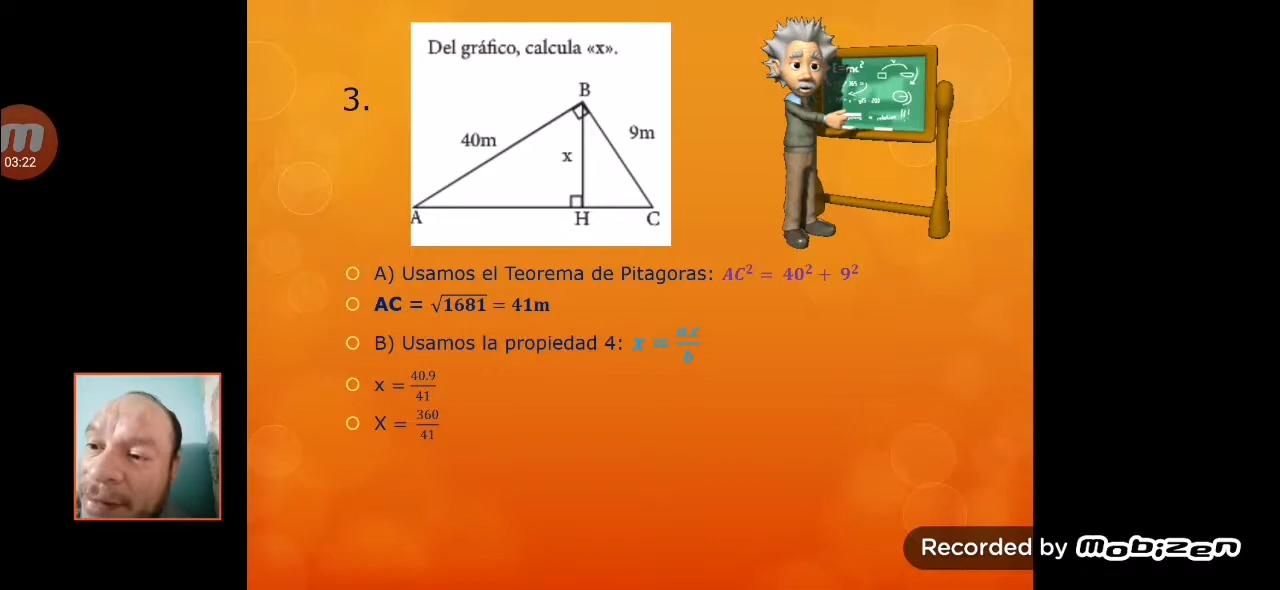 Del gráfico, calcula «x».
3.
B
40m
9m
x
A
H
C
A) Usamos el Teorema de Pitagoras: AC² = 40² + 9²
AC = √1681 = 41m
B) Usamos la propiedad 4: x = a.c/b
x = 40.9/41
X = 360/41
03:22
Recorded by Mobizen